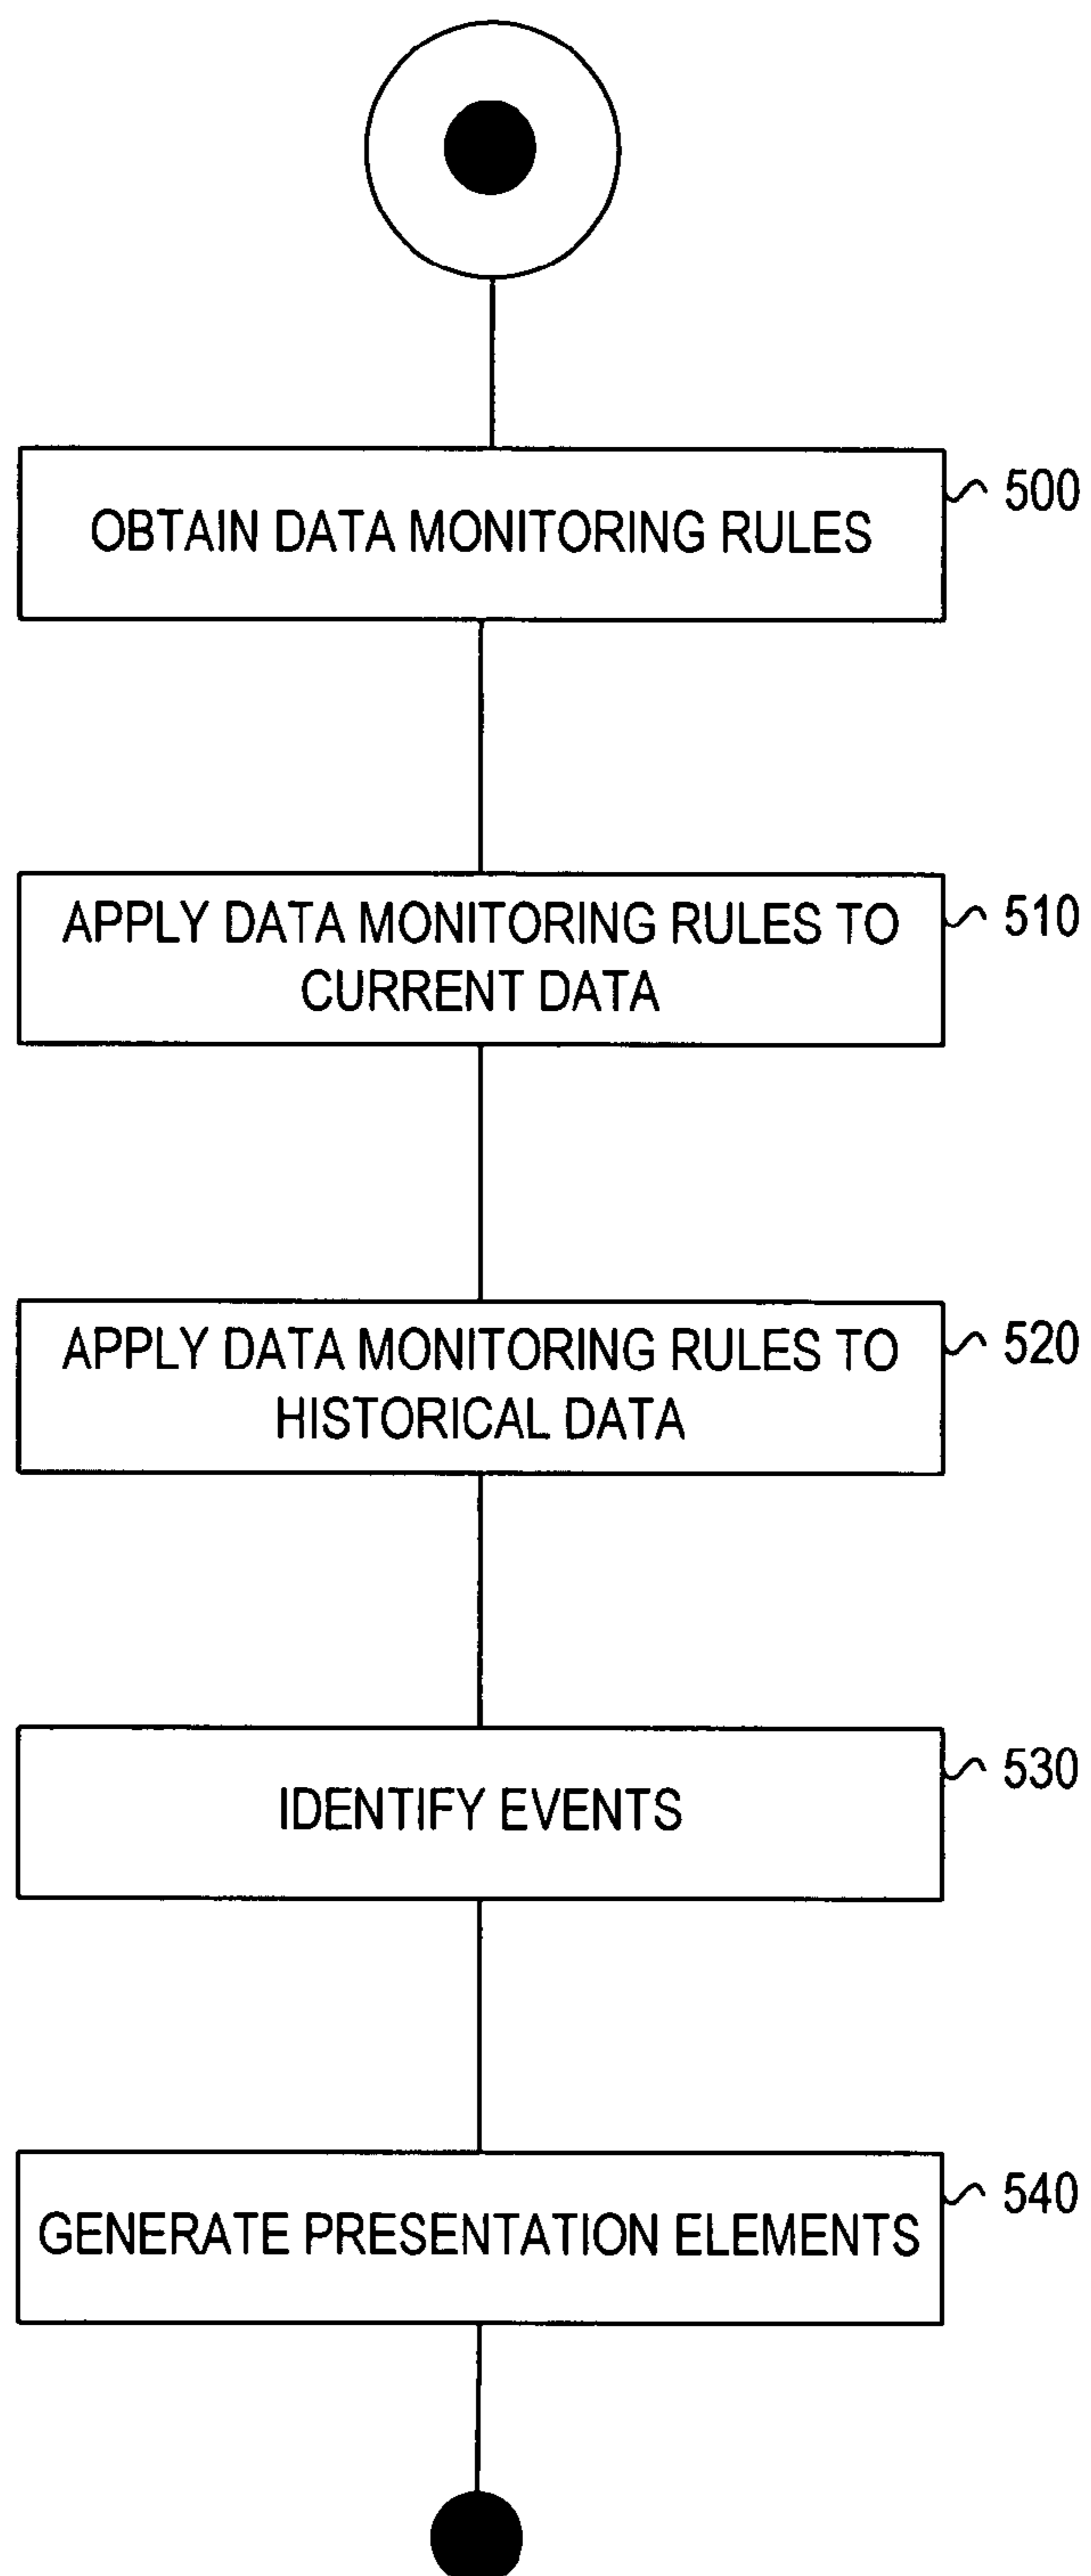 OBTAIN DATA MONITORING RULES
500
APPLY DATA MONITORING RULES TO
CURRENT DATA
510
APPLY DATA MONITORING RULES TO
HISTORICAL DATA
520
IDENTIFY EVENTS
530
GENERATE PRESENTATION ELEMENTS
540